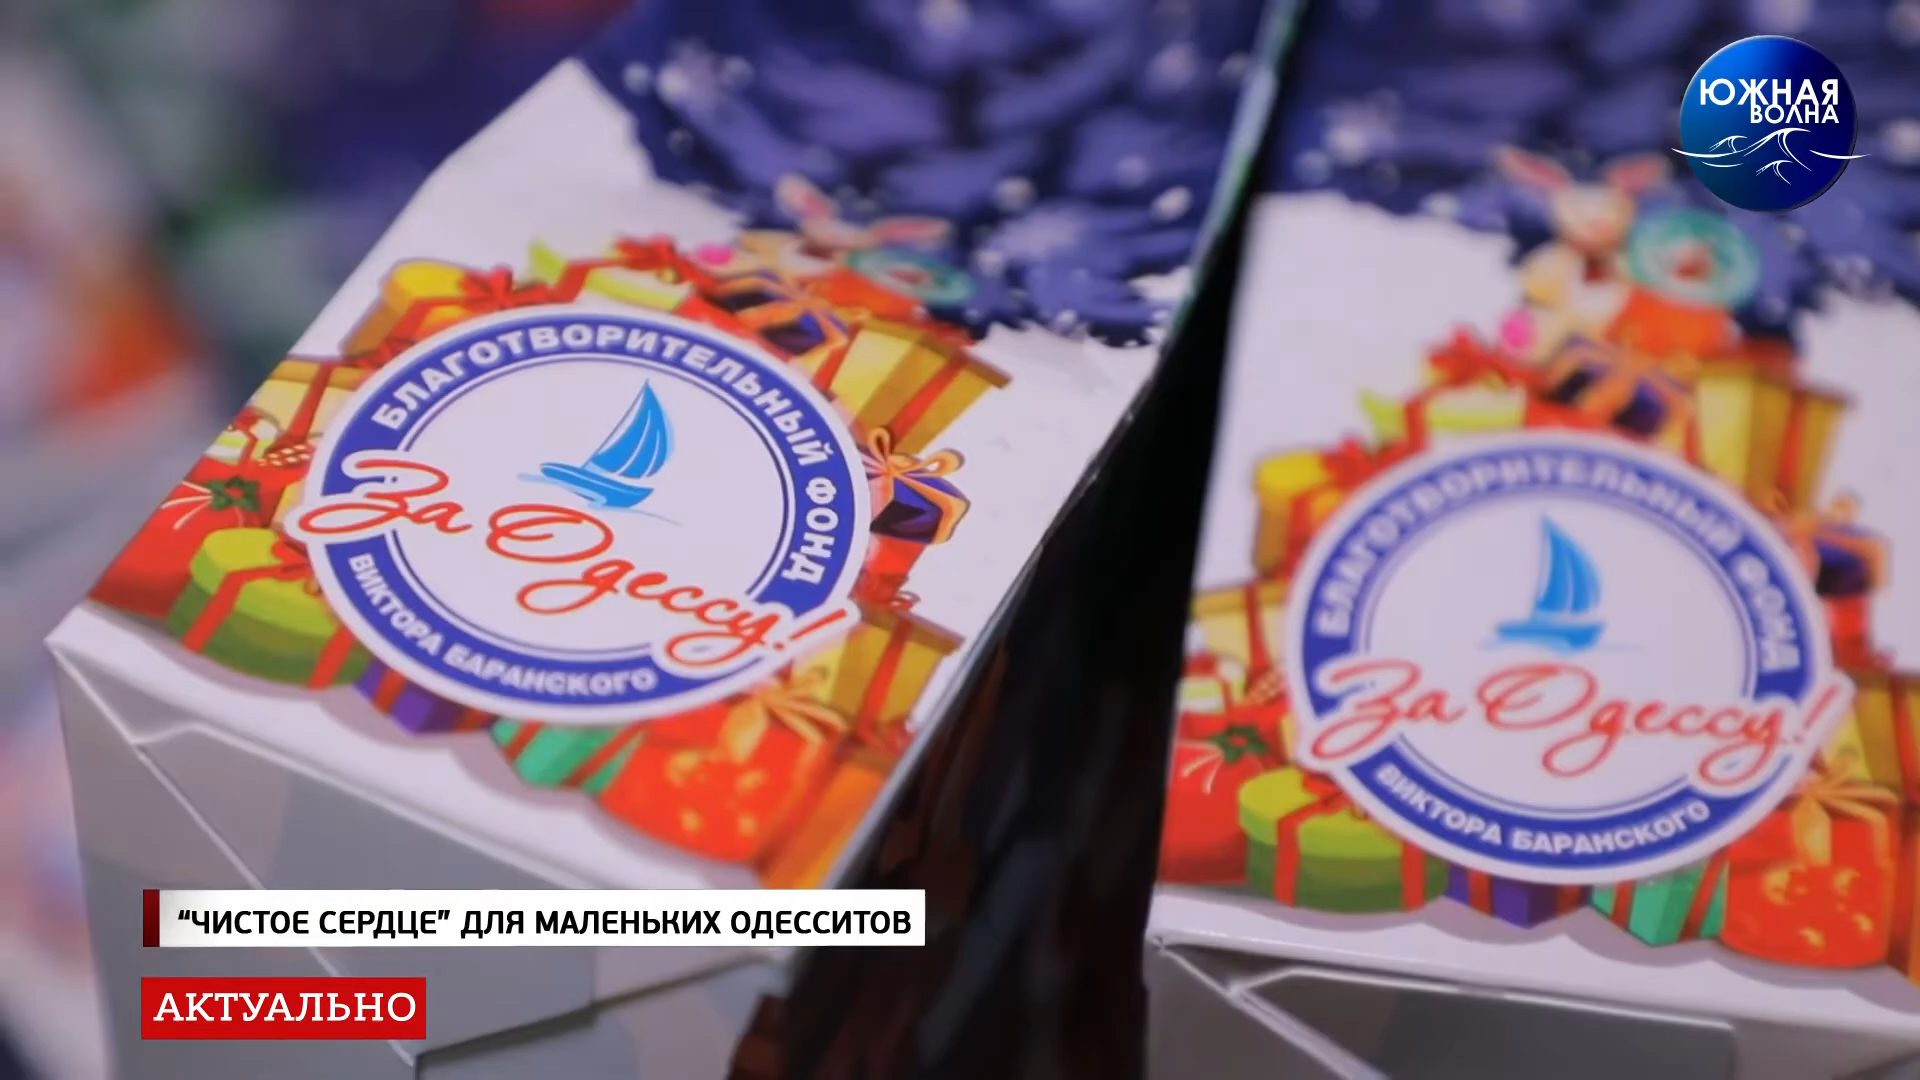 ЮЖНАЯ
ВОЛНА
БЛАГОТВОРИТЕЛЬНЫЙ ФОНД
За Одессу!
ВИКТОРА БАРАНСКОГО
БЛАГОТВОРИТЕЛЬНЫЙ ФОНД
За Одессу!
ВИКТОРА БАРАНСКОГО
“ЧИСТОЕ СЕРДЦЕ” ДЛЯ МАЛЕНЬКИХ ОДЕССИТОВ
АКТУАЛЬНО